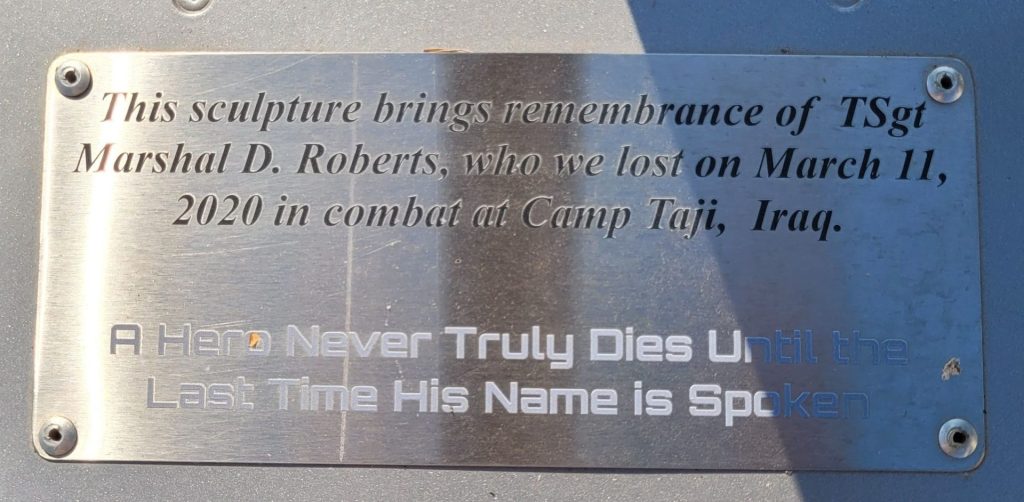 This sculpture brings remembrance of TSgt
Marshal D. Roberts, who we lost on March 11,
2020 in combat at Camp Taji, Iraq.
A Hero Never Truly Dies Until the
Last Time His Name is Spoken